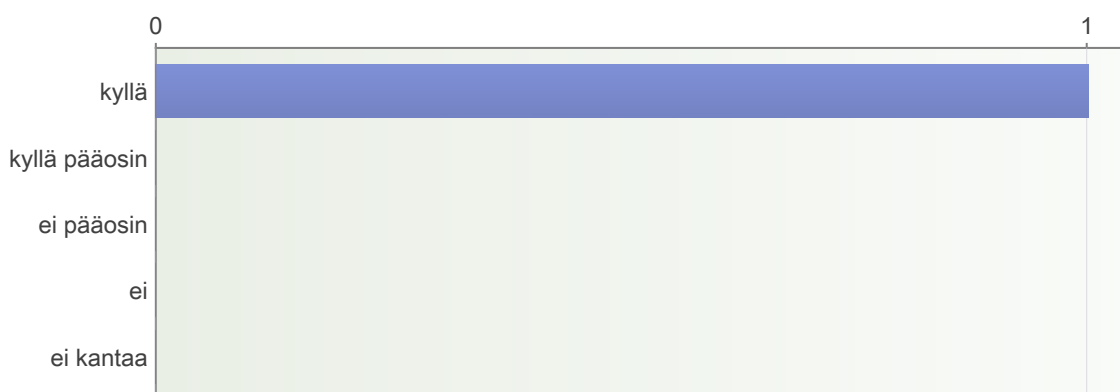 0 1
kyllä
kyllä pääosin
ei pääosin
ei
ei kantaa